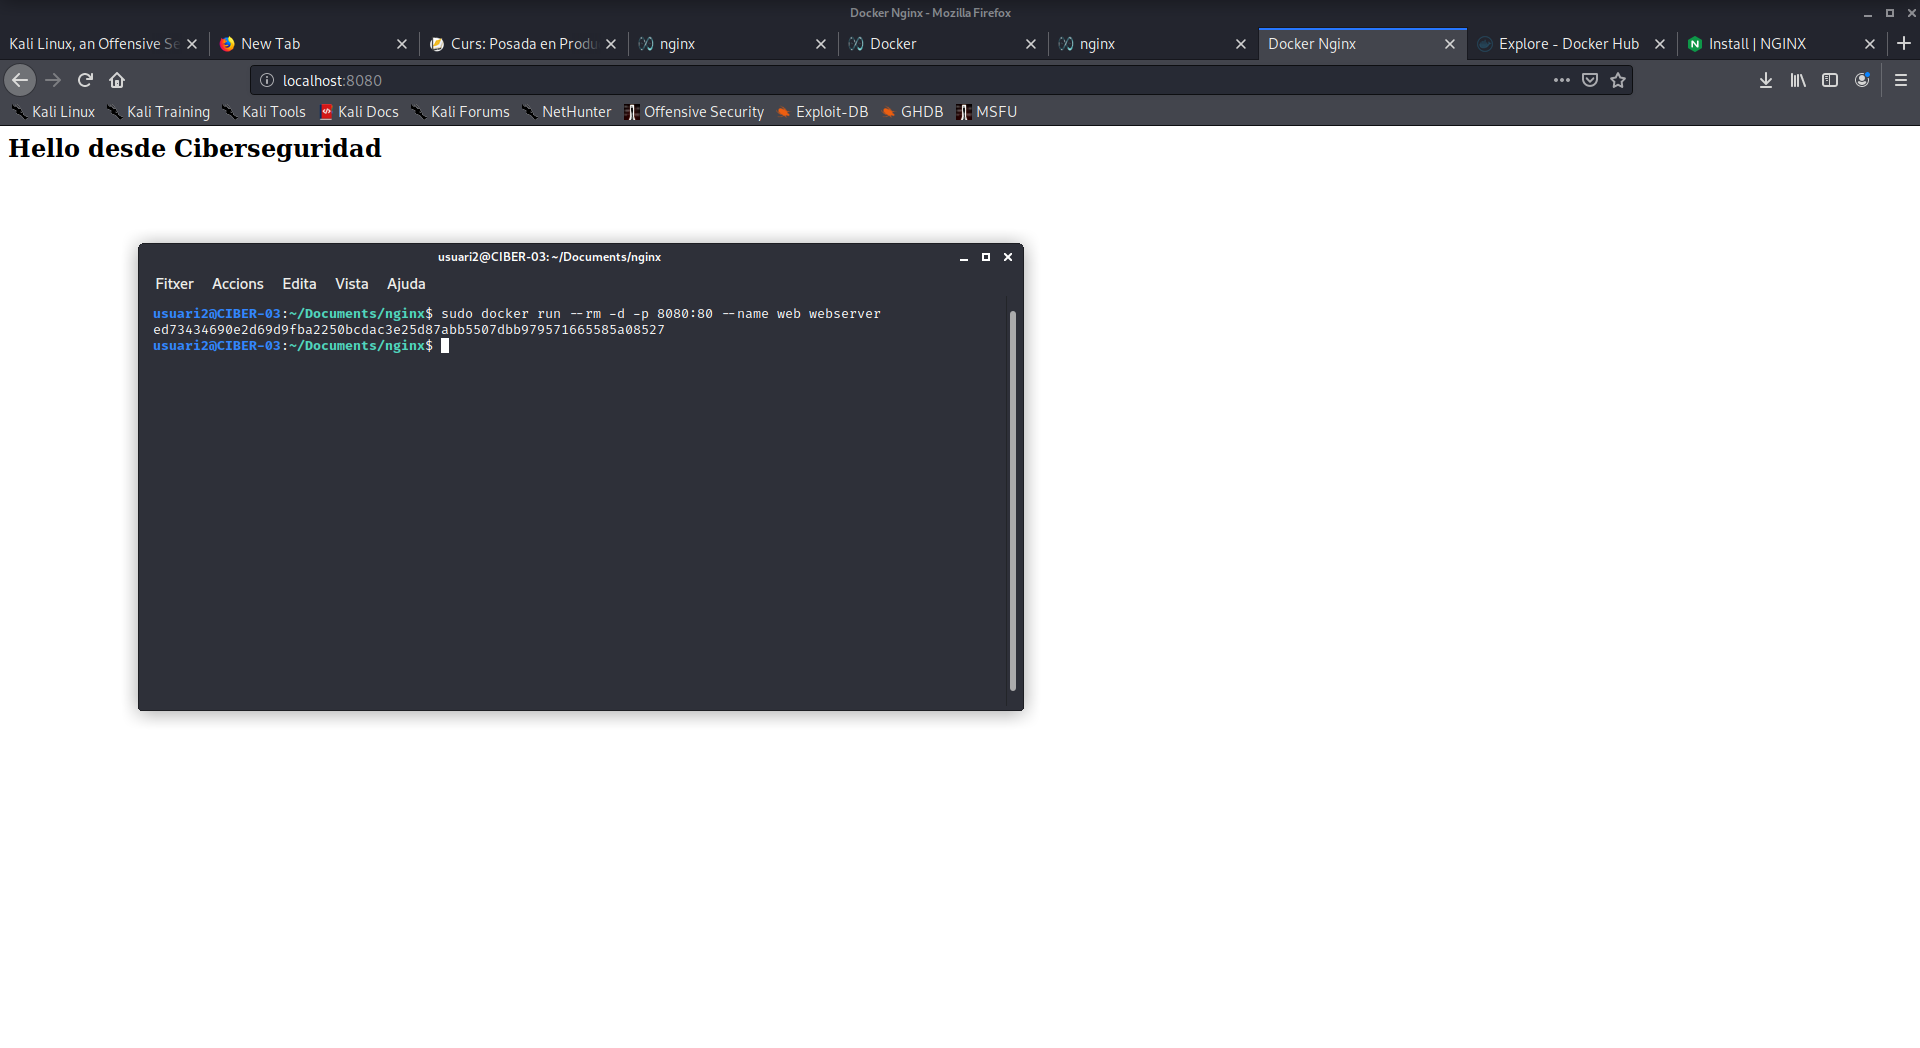 Docker Nginx - Mozilla Firefox
Kali Linux, an Offensive Se
New Tab
Curs: Posada en Produ
nginx
Docker
nginx
Docker Nginx
Explore - Docker Hub
Install | NGINX
localhost:8080
Kali Linux
Kali Training
Kali Tools
Kali Docs
Kali Forums
NetHunter
Offensive Security
Exploit-DB
GHDB
MSFU
Hello desde Ciberseguridad
usuari2@CIBER-03: ~/Documents/nginx
Fitxer Accions Edita Vista Ajuda
usuari2@CIBER-03:~/Documents/nginx$ sudo docker run --rm -d -p 8080:80 --name web webserver
ed73434690e2d69d9fba2250bcdac3e25d87abb5507dbb979571665585a08527
usuari2@CIBER-03:~/Documents/nginx$